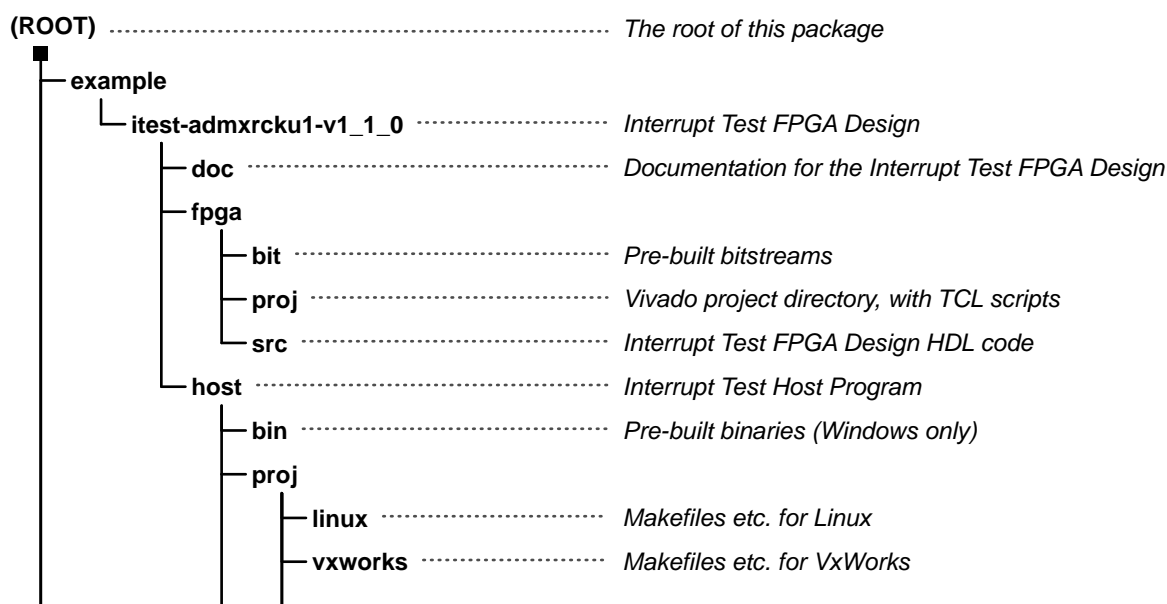 (ROOT) The root of this package
example
itest-admxrcku1-v1_1_0 Interrupt Test FPGA Design
doc Documentation for the Interrupt Test FPGA Design
fpga
bit Pre-built bitstreams
proj Vivado project directory, with TCL scripts
src Interrupt Test FPGA Design HDL code
host Interrupt Test Host Program
bin Pre-built binaries (Windows only)
proj
linux Makefiles etc. for Linux
vxworks Makefiles etc. for VxWorks